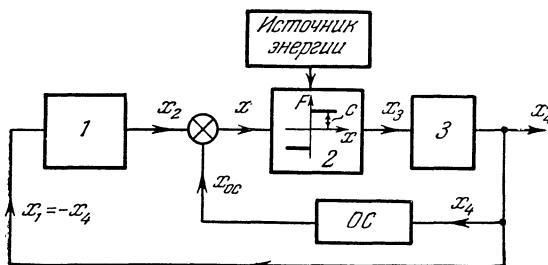 Источник
энергии
1
x₂
x
F
c
x
2
x₃
3
x₄
xос
x₁=-x₄
ОС
x₄